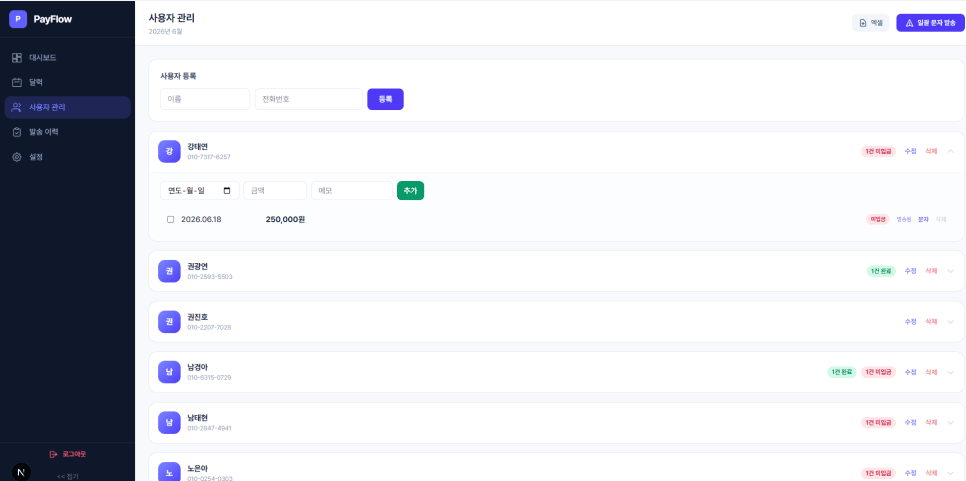 P PayFlow
대시보드
달력
사용자 관리
발송 이력
설정
로그아웃
N
<< 접기
사용자 관리
2026년 6월
엑셀
일괄 문자 발송
사용자 등록
이름 전화번호 등록
강 강태연
010-7317-6257
1건 미입금 수정 삭제
연도-월-일 금액 메모 추가
2026.06.18 250,000원 미입금 발송됨 문자 삭제
권 권광연
010-2593-5503
1건 완료 수정 삭제
권 권진호
010-2207-7028
수정 삭제
남 남경아
010-6315-0729
1건 완료 1건 미입금 수정 삭제
남 남태현
010-2847-4941
1건 미입금 수정 삭제
노 노은아
010-0254-0303
1건 미입금 수정 삭제